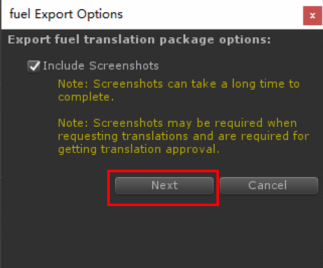 fuel Export Options
x
Export fuel translation package options:
Include Screenshots
Note: Screenshots can take a long time to
complete.
Note: Screenshots may be required when
requesting translations and are required for
getting translation approval.
Next
Cancel